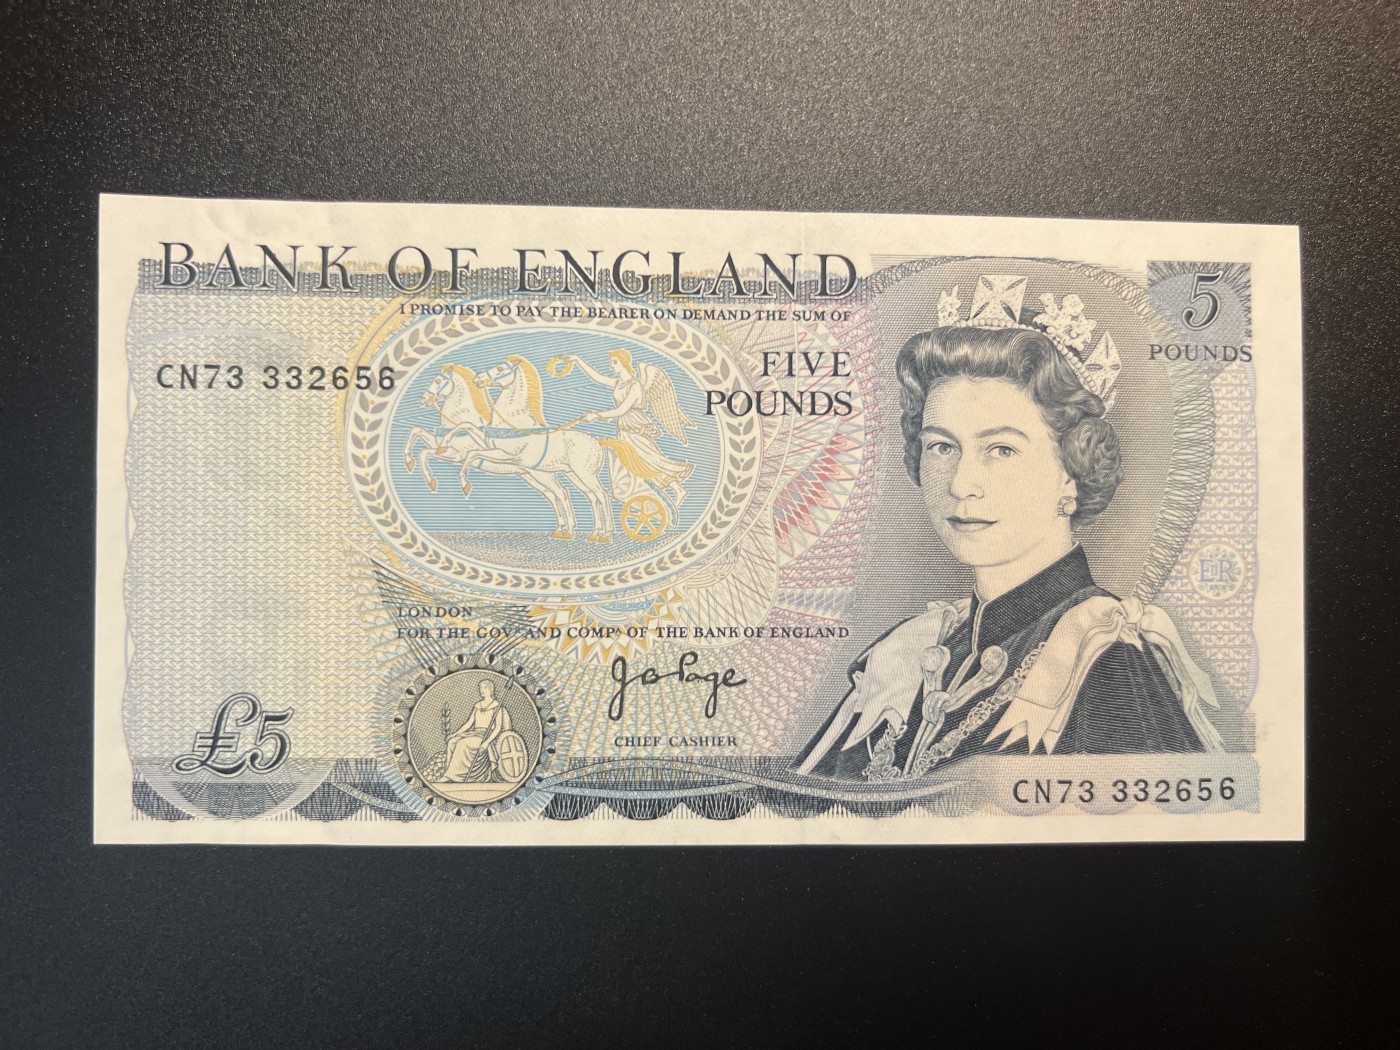 BANK OF ENGLAND
I PROMISE TO PAY THE BEARER ON DEMAND THE SUM OF
FIVE
POUNDS
5
POUNDS
CN73 332656
EIIR
LONDON
FOR THE GOVR AND COMPA OF THE BANK OF ENGLAND
J B Page
CHIEF CASHIER
£5
CN73 332656